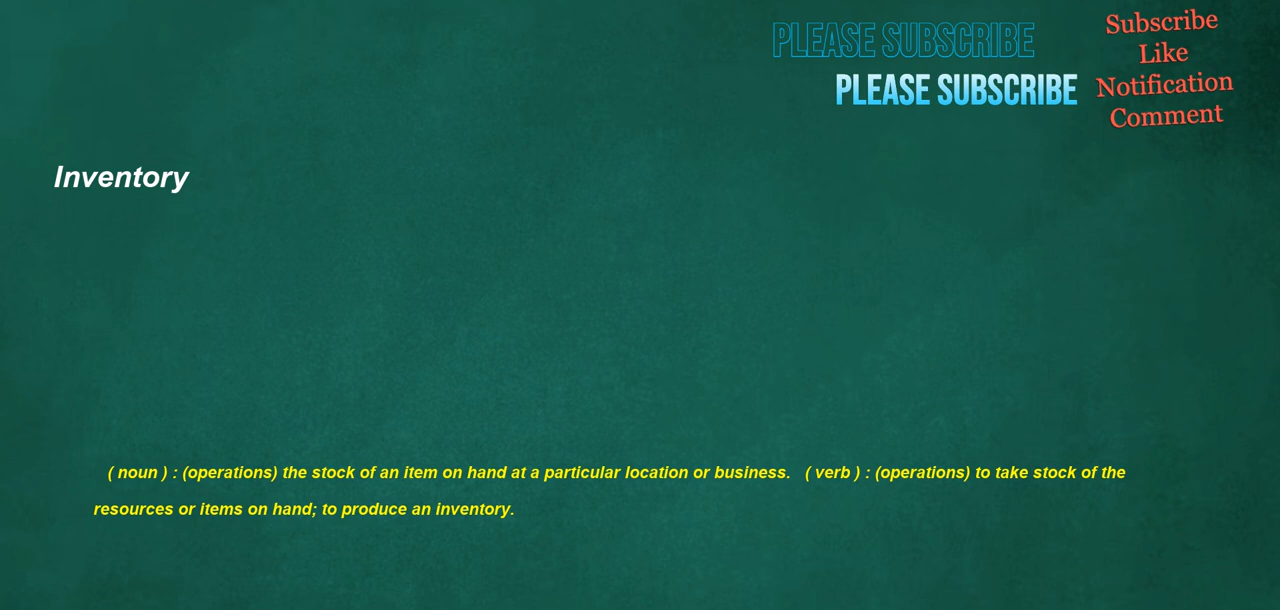 PLEASE SUBSCRIBE
PLEASE SUBSCRIBE
Subscribe
Like
Notification
Comment
Inventory
( noun ) : (operations) the stock of an item on hand at a particular location or business. ( verb ) : (operations) to take stock of the
resources or items on hand; to produce an inventory.